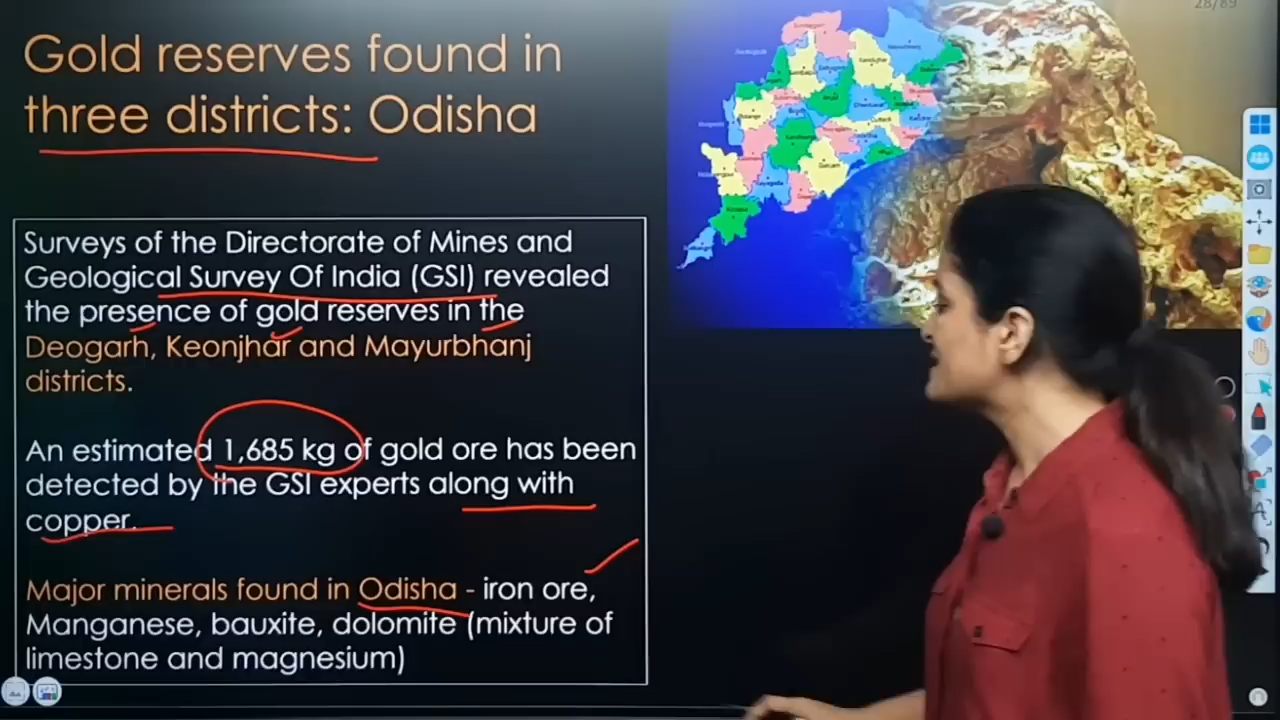 28/89
Gold reserves found in
three districts: Odisha
Surveys of the Directorate of Mines and
Geological Survey Of India (GSI) revealed
the presence of gold reserves in the
Deogarh, Keonjhar and Mayurbhanj
districts.
An estimated 1,685 kg of gold ore has been
detected by the GSI experts along with
copper.
Major minerals found in Odisha - iron ore,
Manganese, bauxite, dolomite (mixture of
limestone and magnesium)